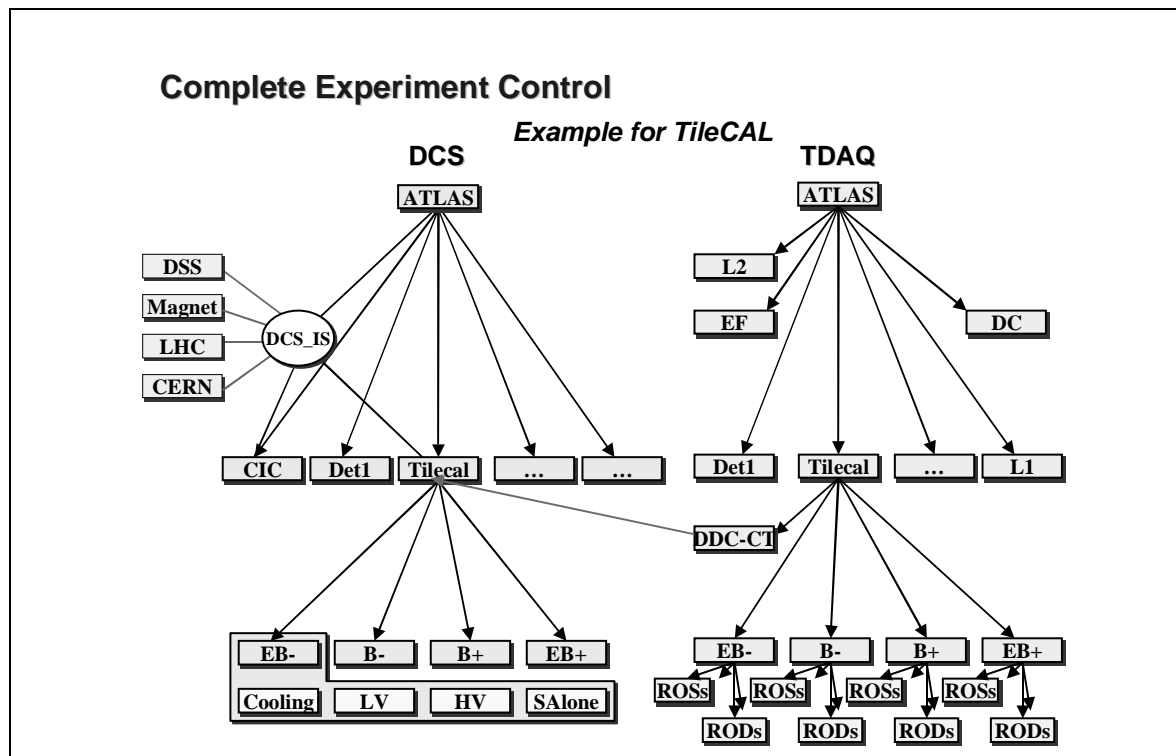 Complete Experiment Control
Example for TileCAL
DCS
TDAQ
ATLAS
ATLAS
DSS
Magnet
LHC
CERN
DCS_IS
L2
EF
DC
CIC
Det1
Tilecal
…
…
Det1
Tilecal
…
L1
DDC-CT
EB-
B-
B+
EB+
Cooling
LV
HV
SAlone
EB-
B-
B+
EB+
ROSs
ROSs
ROSs
ROSs
RODs
RODs
RODs
RODs